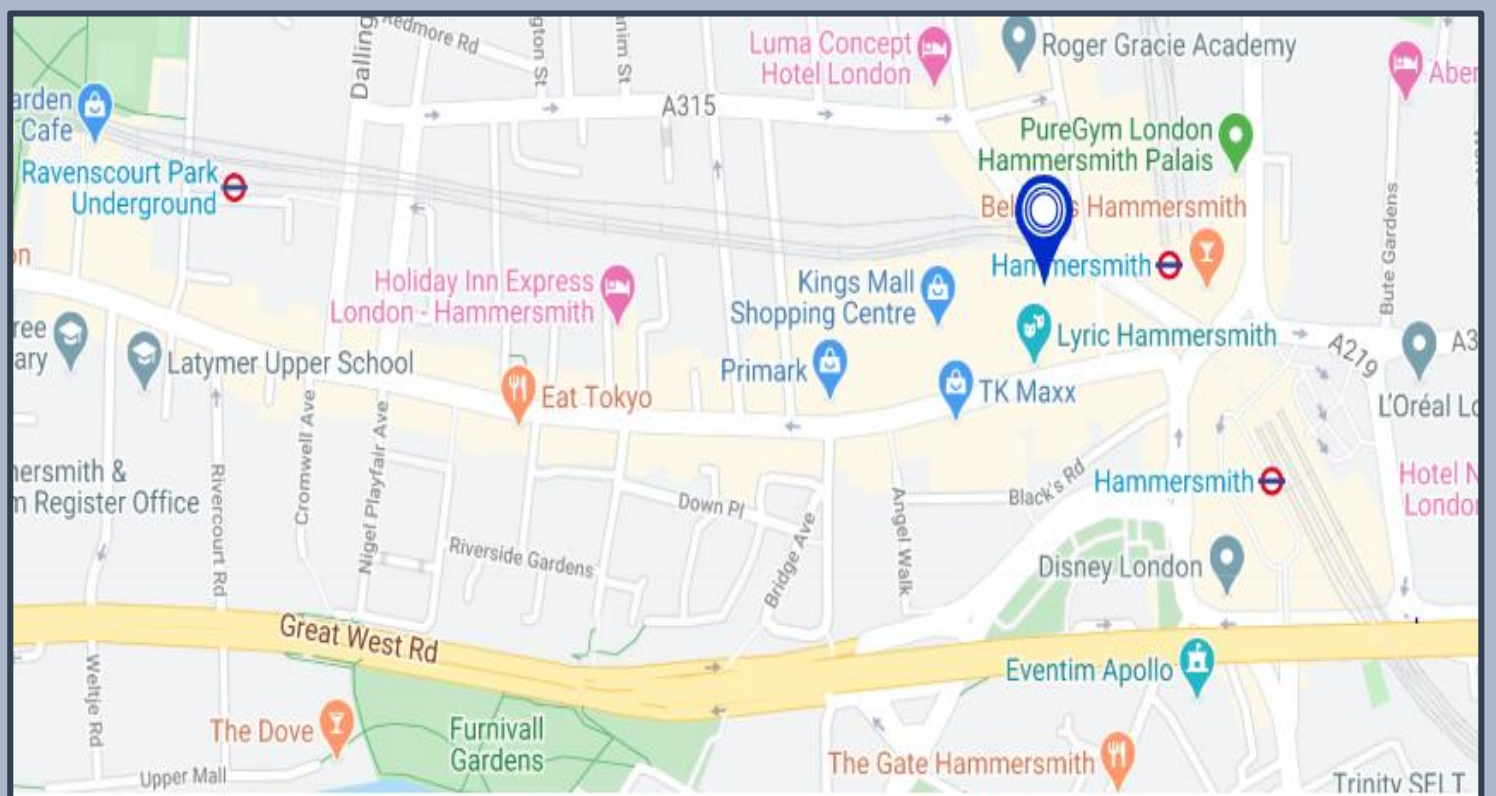 Redmore Rd
Dalling
gton St
nim St
Luma Concept
Hotel London
Roger Gracie Academy
Aber
arden
Cafe
A315
PureGym London
Hammersmith Palais
Ravenscourt Park
Underground
Bel s Hammersmith
Bute Gardens
on
Holiday Inn Express
London - Hammersmith
Kings Mall
Shopping Centre
Hammersmith
ree
ary
Latymer Upper School
Primark
Lyric Hammersmith
A219
A3
Eat Tokyo
TK Maxx
L'Oréal Lo
Cromwell Ave
Nigel Playfair Ave
hersmith &
m Register Office
Rivercourt Rd
Down Pl
Angel Walk
Black's Rd
Hammersmith
Hotel N
London
Riverside Gardens
Bridge Ave
Disney London
Great West Rd
Weltje Rd
Eventim Apollo
The Dove
Furnivall
Gardens
The Gate Hammersmith
Upper Mall
Trinity SELT